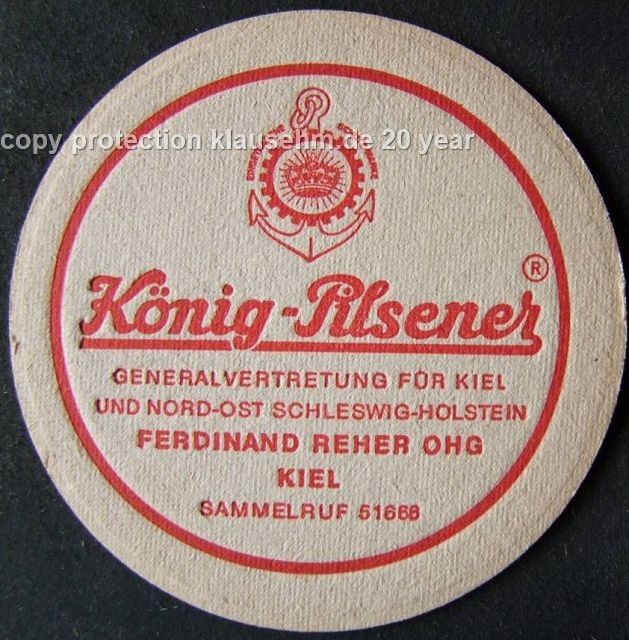 copy protection klausehm.de 20 year
König-Pilsener ®
GENERALVERTRETUNG FÜR KIEL
UND NORD-OST SCHLESWIG-HOLSTEIN
FERDINAND REHER OHG
KIEL
SAMMELRUF 51668